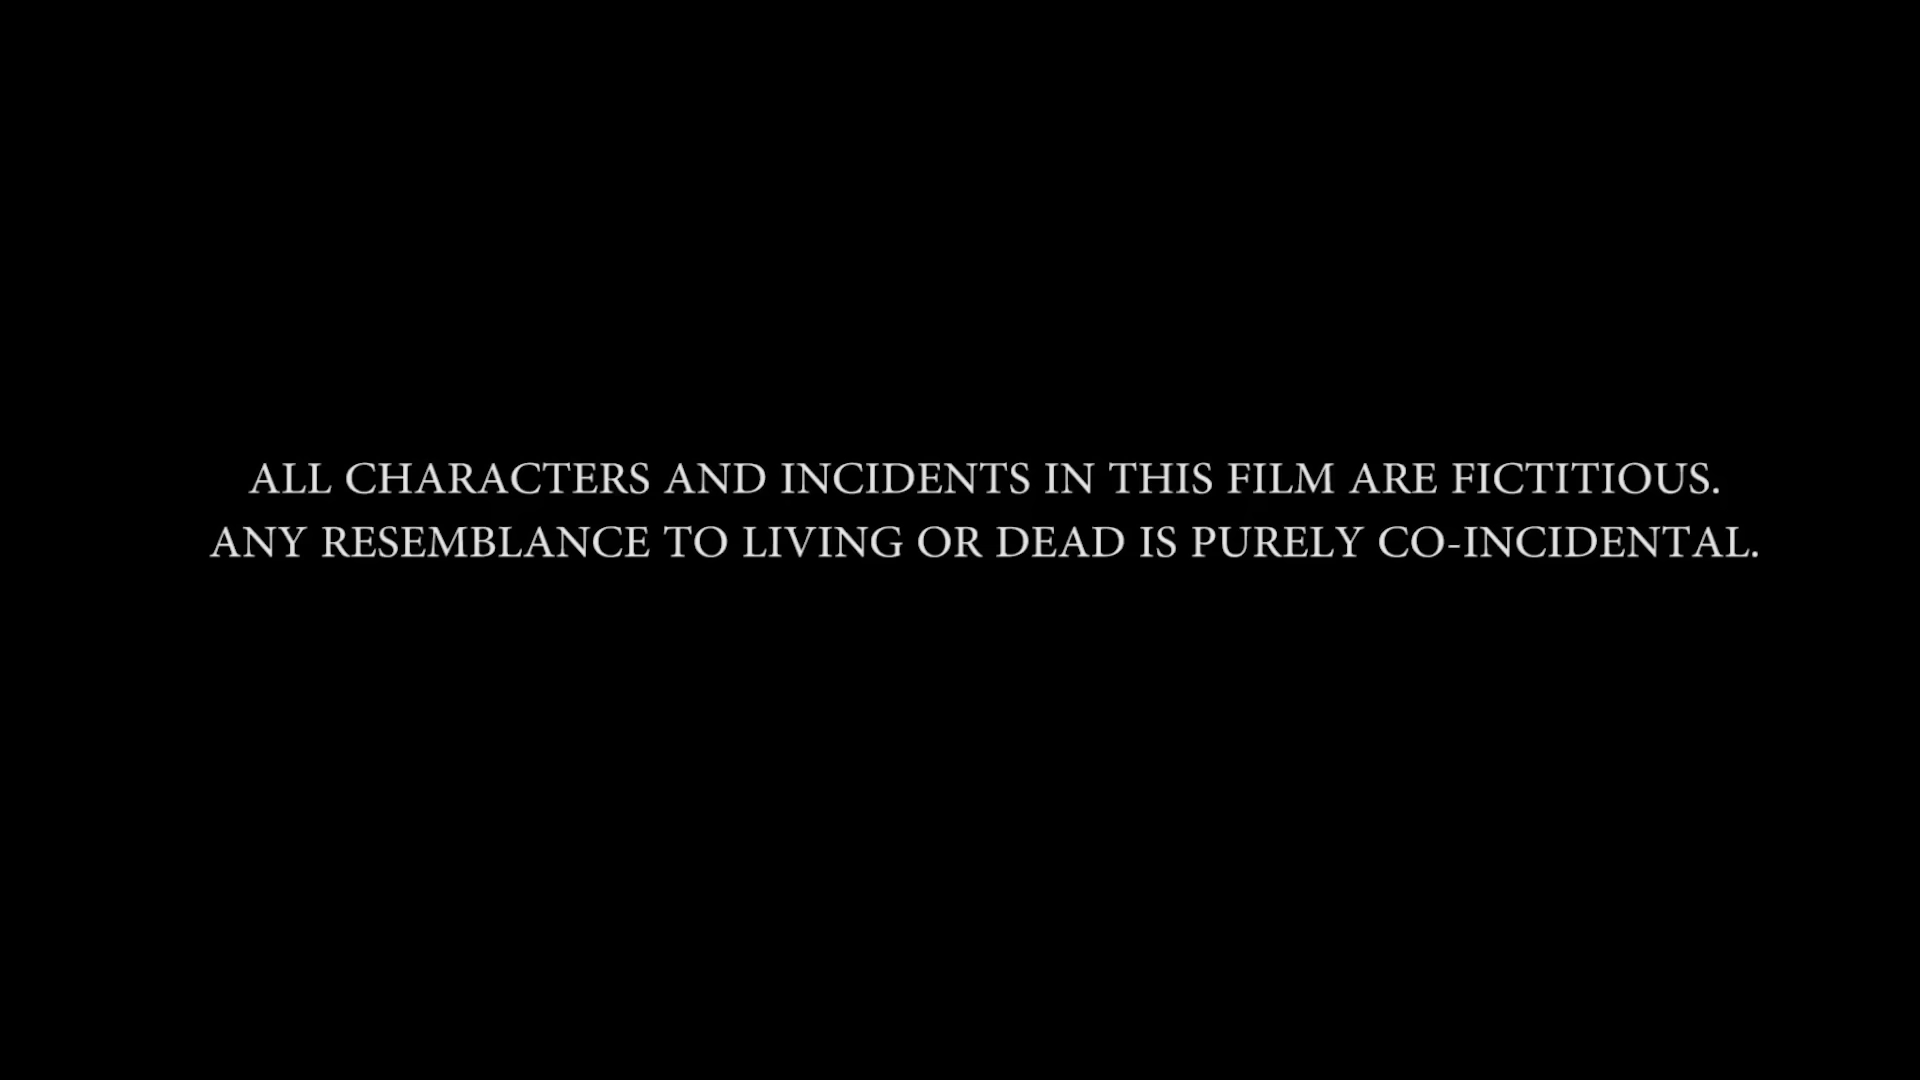 ALL CHARACTERS AND INCIDENTS IN THIS FILM ARE FICTITIOUS.
ANY RESEMBLANCE TO LIVING OR DEAD IS PURELY CO-INCIDENTAL.